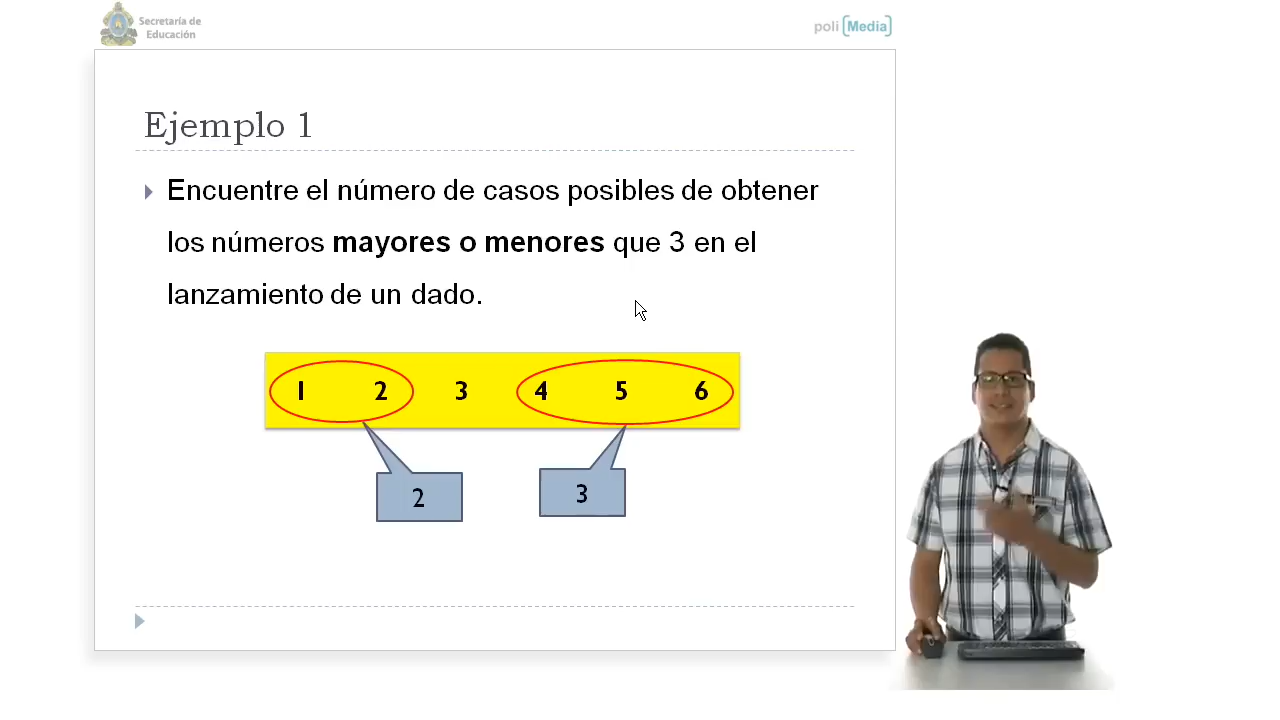 Secretaría de
Educación
poli [Media]
Ejemplo 1
Encuentre el número de casos posibles de obtener
los números mayores o menores que 3 en el
lanzamiento de un dado.
1 2 3 4 5 6
2 3